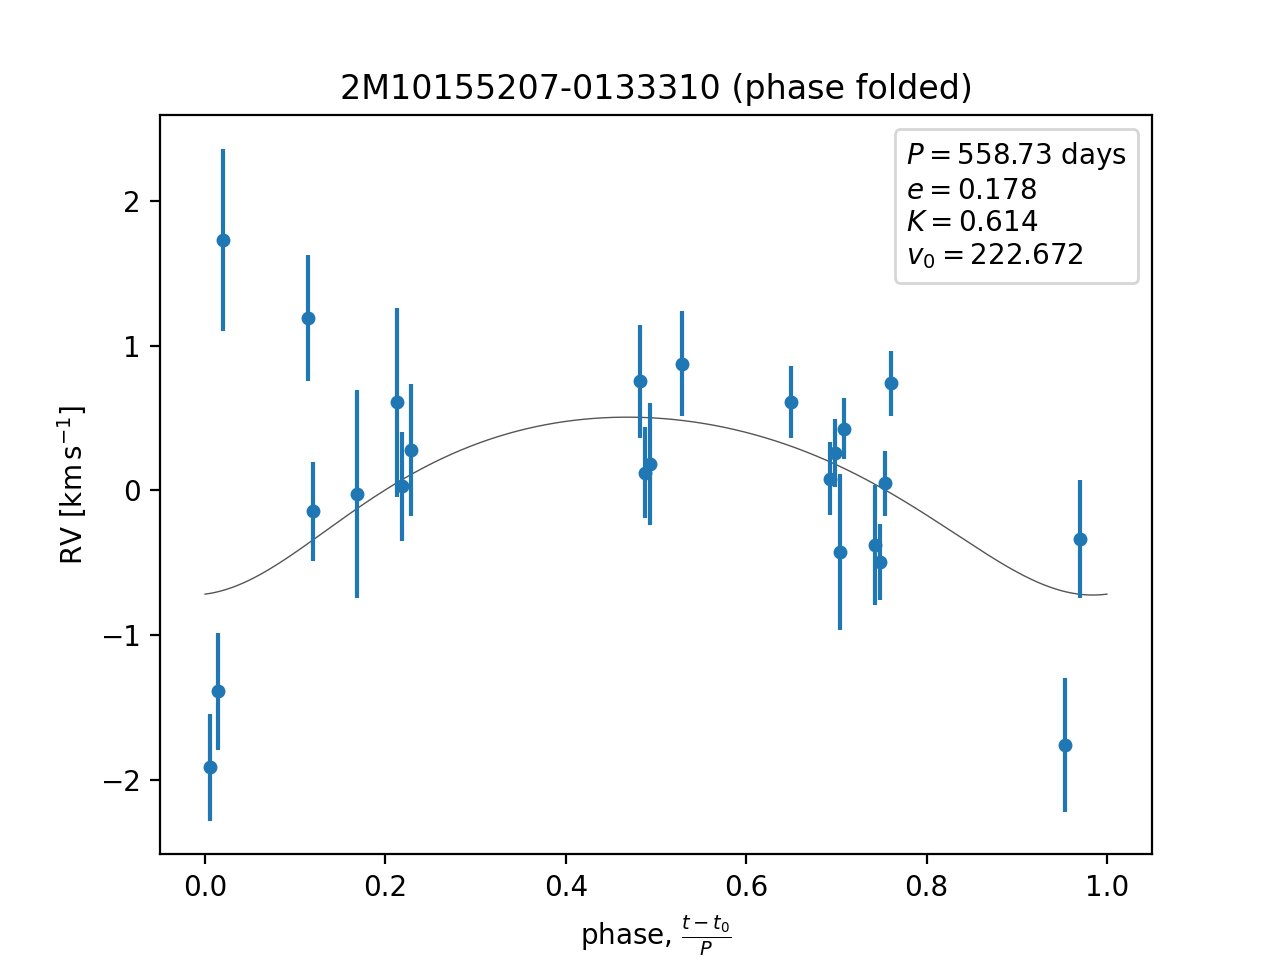 2M10155207-0133310 (phase folded)
P = 558.73 days
e = 0.178
K = 0.614
v₀ = 222.672
RV [km s⁻¹]
2
1
0
−1
−2
0.0 0.2 0.4 0.6 0.8 1.0
phase, (t − t₀)/P